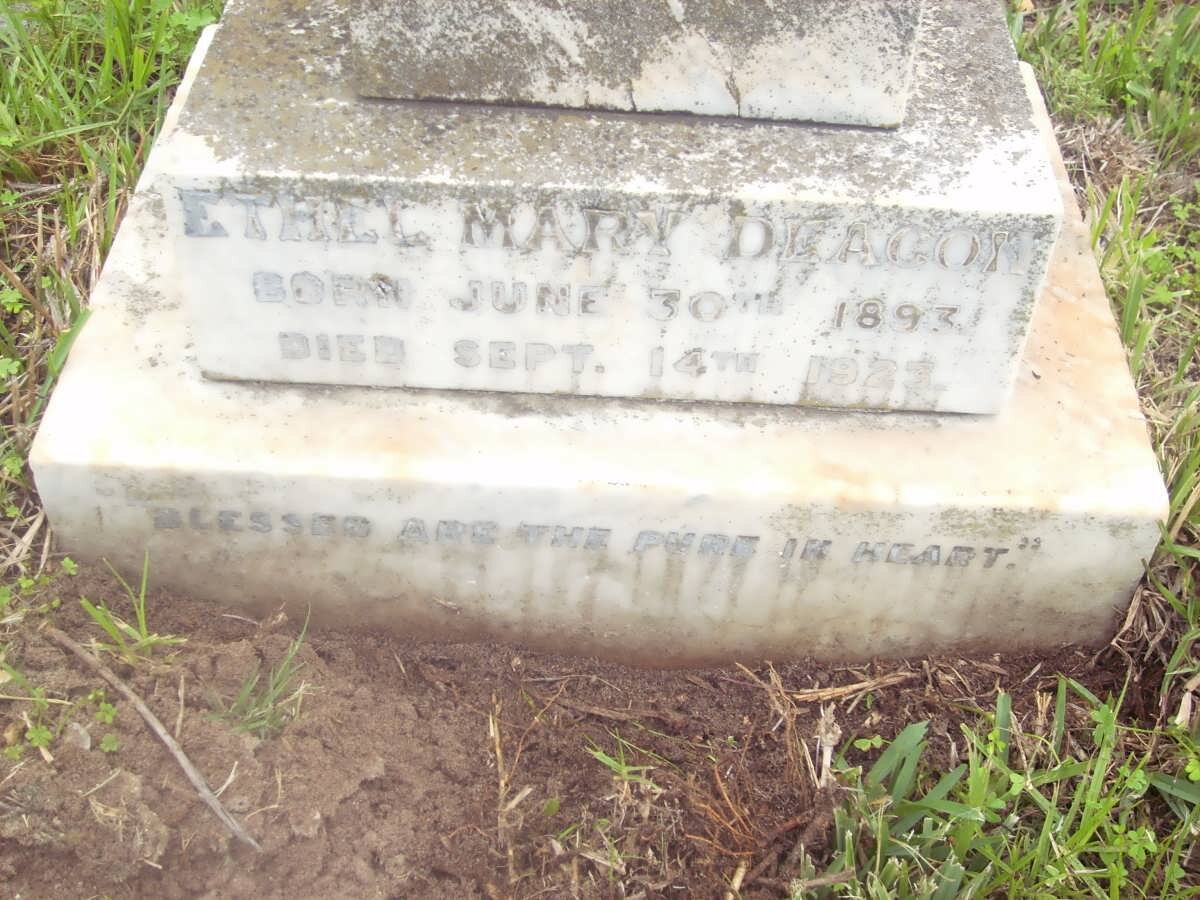 ETHEL MARY DEACON
BORN JUNE 30TH 1893
DIED SEPT. 14TH 1923
"BLESSED ARE THE PURE IN HEART."